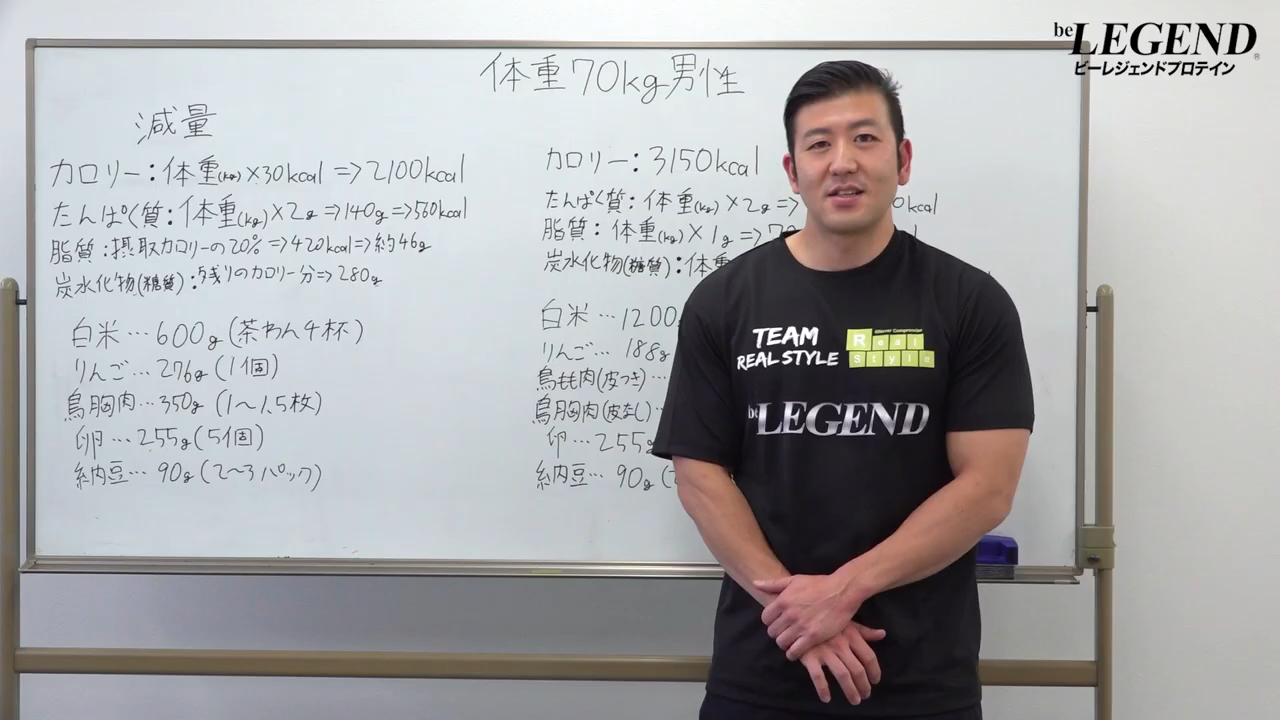 be LEGEND
ビーレジェンドプロテイン
体重70kg男性
減量
カロリー：体重(kg)×30kcal⇒2100kcal
たんぱく質：体重(kg)×2g⇒140g⇒560kcal
脂質：摂取カロリーの20%⇒420kcal⇒約46g
炭水化物(糖質)：残りのカロリー分⇒280g
白米…600g(茶わん4杯)
りんご…276g(1個)
鳥胸肉…350g(1～1.5枚)
卵…255g(5個)
納豆…90g(2～3パック)
カロリー：3150kcal
たんぱく質：体重(kg)×2g⇒ kcal
脂質：体重(kg)×1g⇒
炭水化物(糖質)：体
白米…1200
りんご…188g
鳥もも肉(皮つき)…
鳥胸肉(皮なし)…
卵…255g
納豆…90g(
TEAM
REAL STYLE
Real
Style
be LEGEND